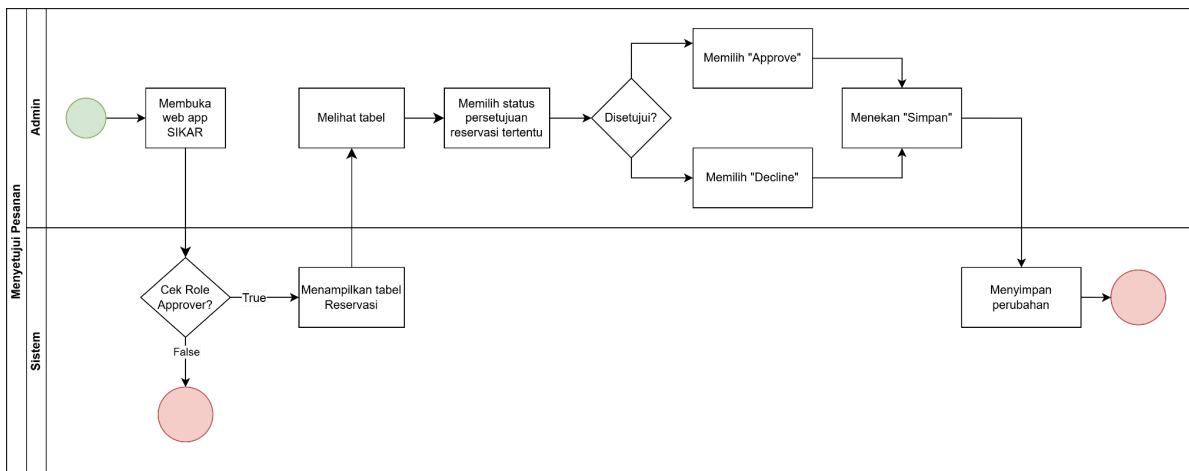 Menyetujui Pesanan
Admin
Membuka
web app
SIKAR
Melihat tabel
Memilih status
persetujuan
reservasi tertentu
Disetujui?
Memilih "Approve"
Memilih "Decline"
Menekan "Simpan"
Sistem
Cek Role
Approver?
True
False
Menampilkan tabel
Reservasi
Menyimpan
perubahan